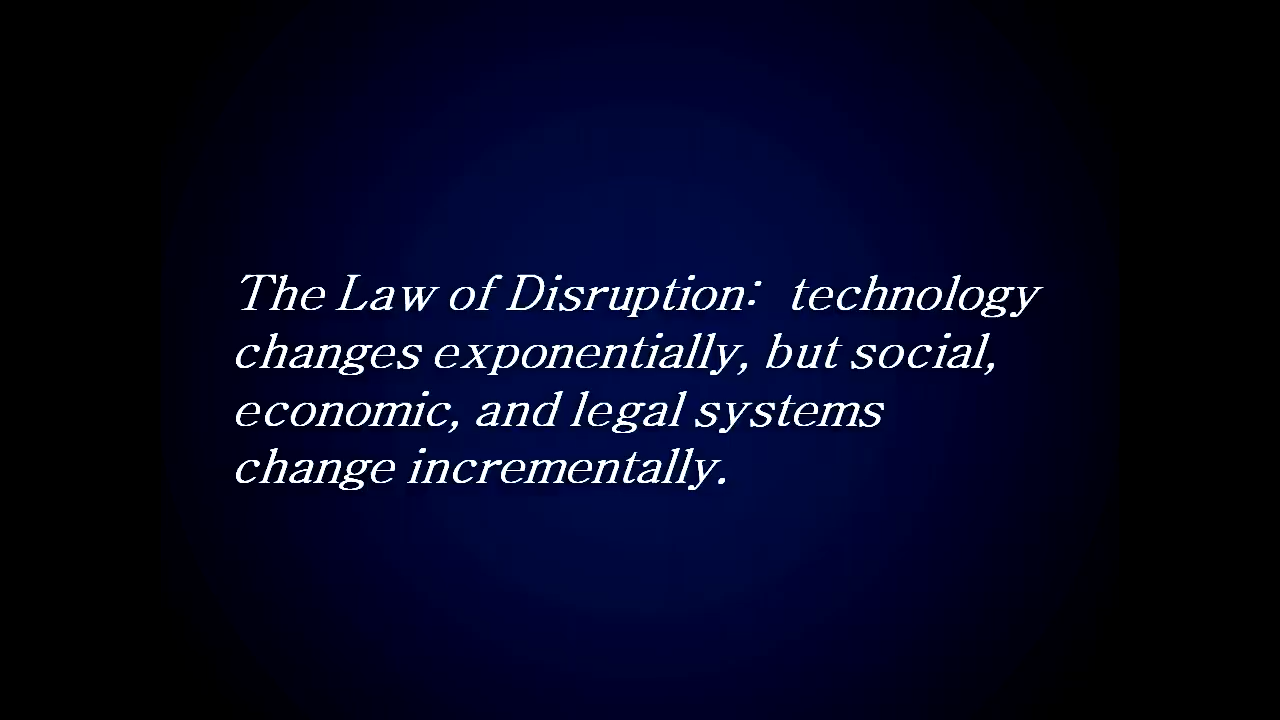 The Law of Disruption:  technology
changes exponentially, but social,
economic, and legal systems
change incrementally.